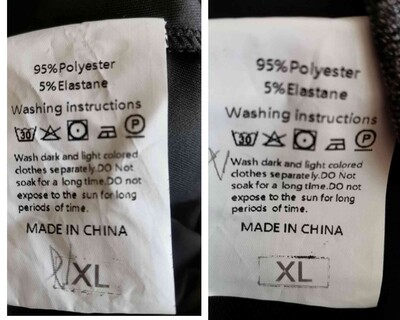 95%Polyester
5%Elastane
Washing instructions
30 P
Wash dark and light colored
clothes separately.DO Not
soak for a long time.DO not
expose to the sun for long
periods of time.
MADE IN CHINA
XL
95%Polyester
5%Elastane
Washing instructions
30 P
Wash dark and light colored
clothes separately.DO Not
soak for a long time.DO not
expose to the sun for long
periods of time.
MADE IN CHINA
XL